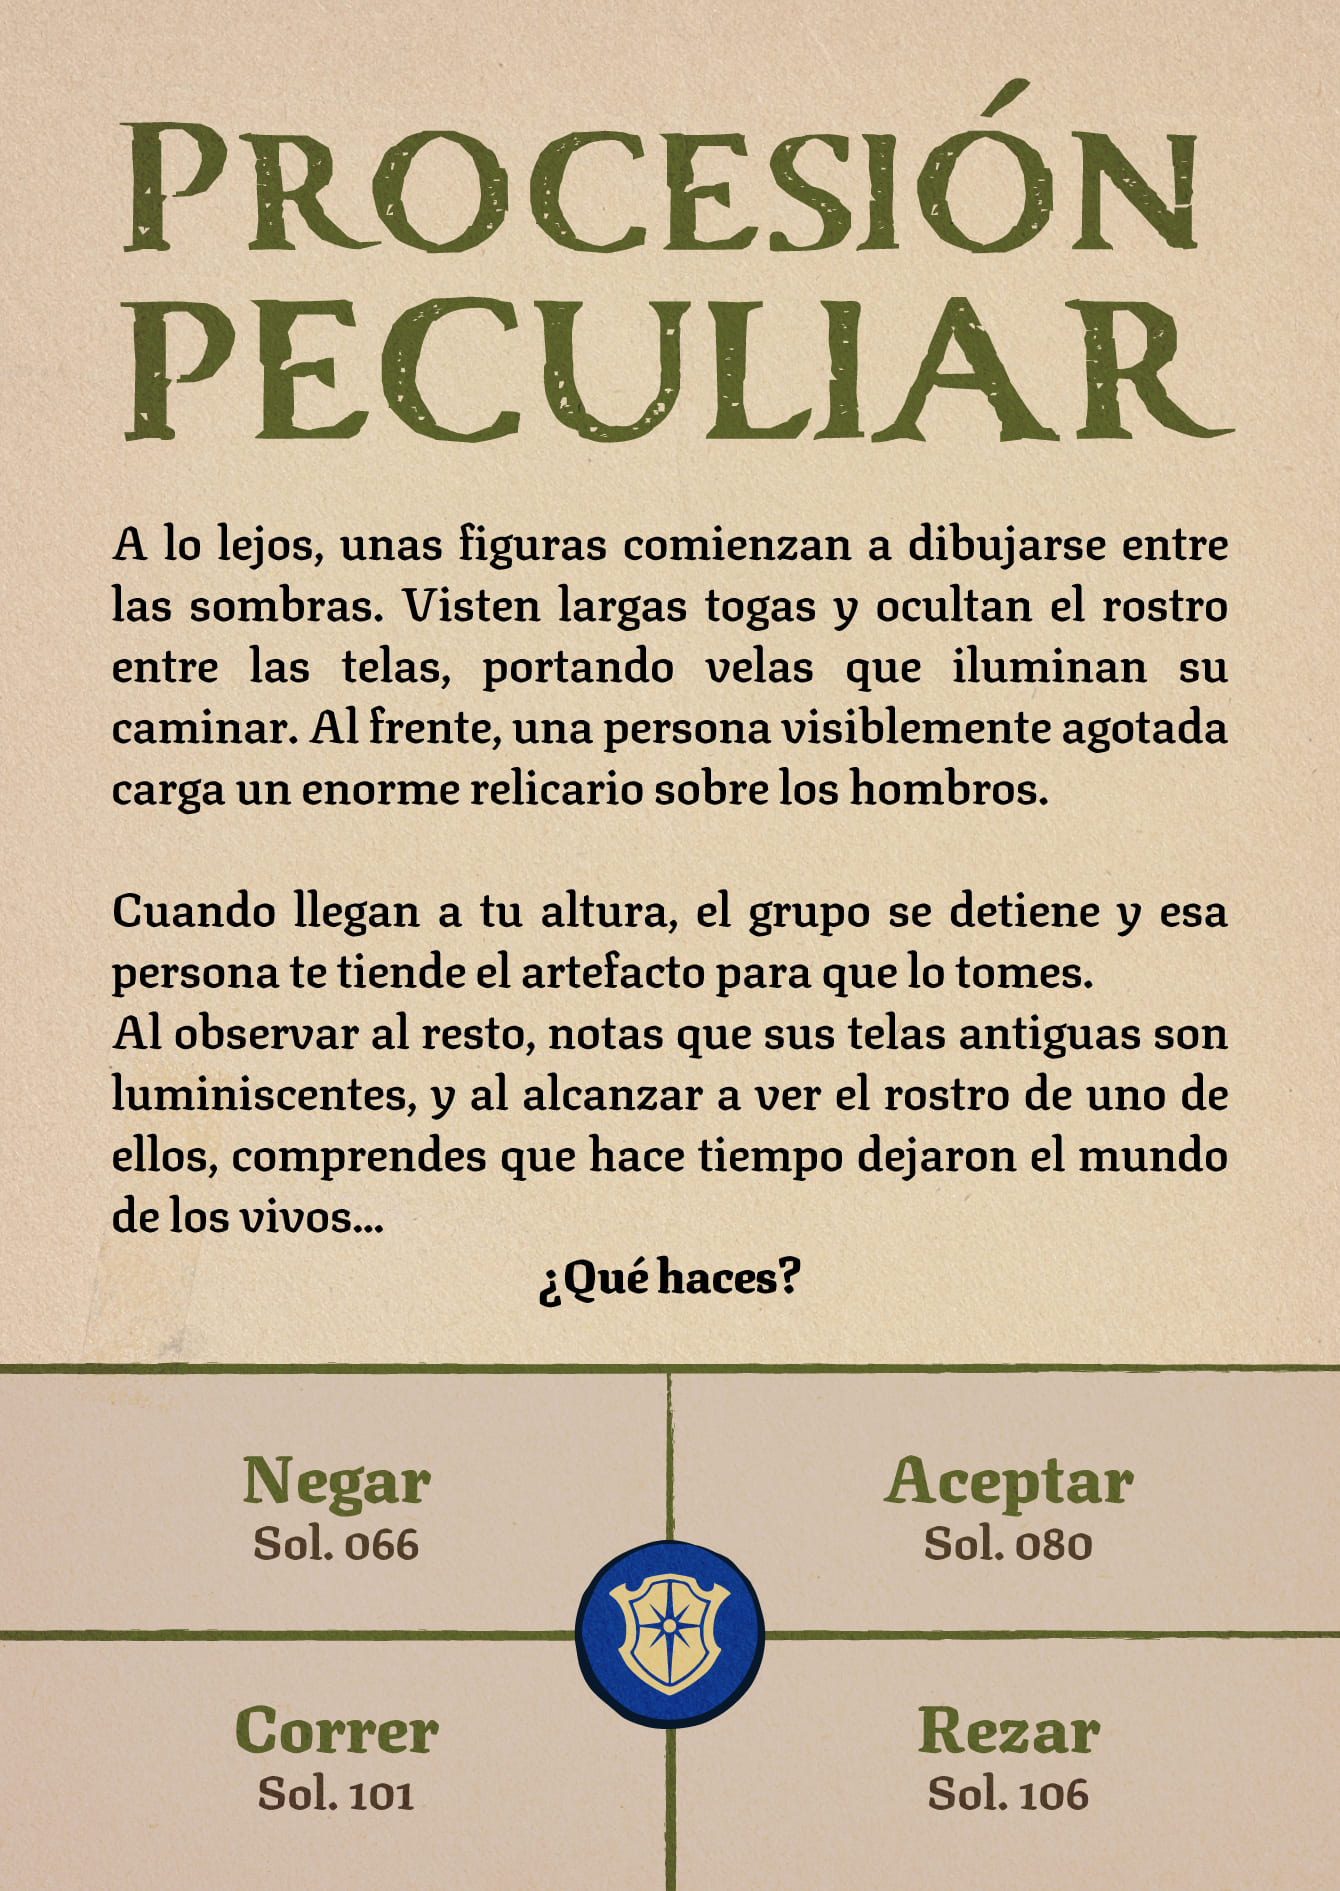 PROCESIÓN
PECULIAR
A lo lejos, unas figuras comienzan a dibujarse entre
las sombras. Visten largas togas y ocultan el rostro
entre las telas, portando velas que iluminan su
caminar. Al frente, una persona visiblemente agotada
carga un enorme relicario sobre los hombros.
Cuando llegan a tu altura, el grupo se detiene y esa
persona te tiende el artefacto para que lo tomes.
Al observar al resto, notas que sus telas antiguas son
luminiscentes, y al alcanzar a ver el rostro de uno de
ellos, comprendes que hace tiempo dejaron el mundo
de los vivos...
¿Qué haces?
Negar
Sol. 066
Aceptar
Sol. 080
Correr
Sol. 101
Rezar
Sol. 106